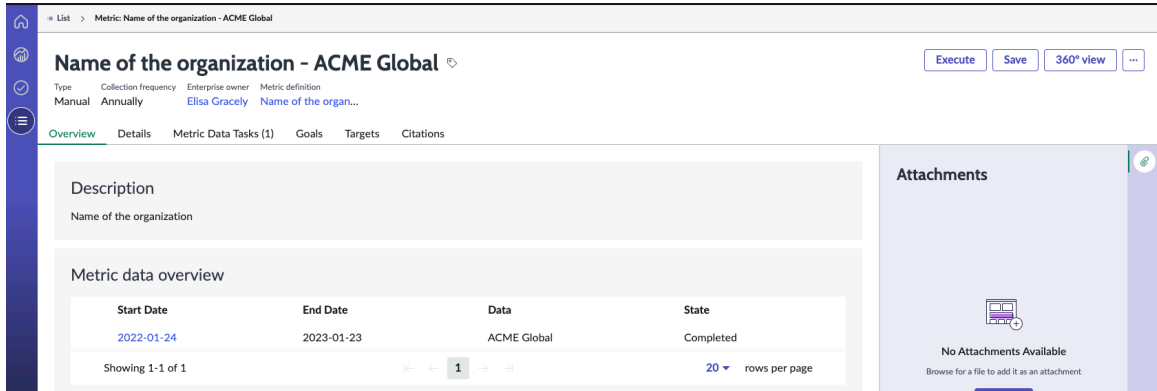 List > Metric: Name of the organization - ACME Global
Name of the organization - ACME Global
Execute Save 360° view ...
Type Collection frequency Enterprise owner Metric definition
Manual Annually Elisa Gracely Name of the organ...
Overview Details Metric Data Tasks (1) Goals Targets Citations
Description
Name of the organization
Metric data overview
Start Date End Date Data State
2022-01-24 2023-01-23 ACME Global Completed
Showing 1-1 of 1 1 20 rows per page
Attachments
No Attachments Available
Browse for a file to add it as an attachment